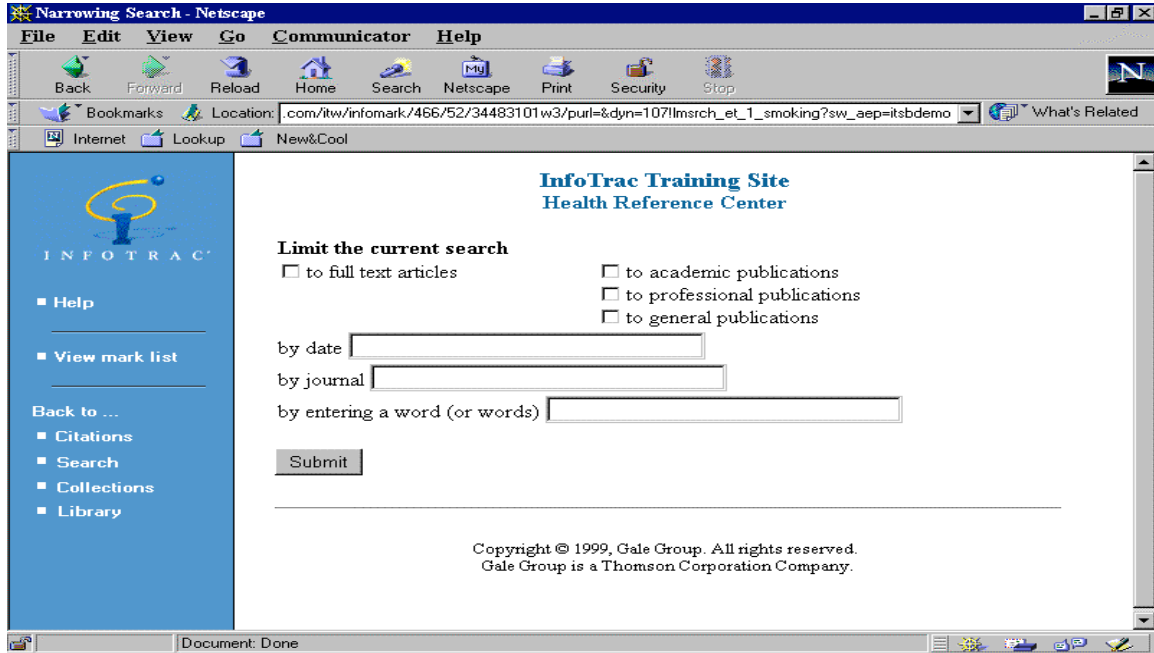 Narrowing Search - Netscape
File Edit View Go Communicator Help
Back Forward Reload Home Search Netscape Print Security Stop
Bookmarks Location: .com/itw/infomark/466/52/34483101w3/purl=&dyn=107!lmsrch_et_1_smoking?sw_aep=itsbdemo What's Related
Internet Lookup New&Cool
INFOTRAC
Help
View mark list
Back to ...
Citations
Search
Collections
Library
InfoTrac Training Site
Health Reference Center
Limit the current search
to full text articles to academic publications
to professional publications
to general publications
by date
by journal
by entering a word (or words)
Submit
Copyright © 1999, Gale Group. All rights reserved.
Gale Group is a Thomson Corporation Company.
Document: Done